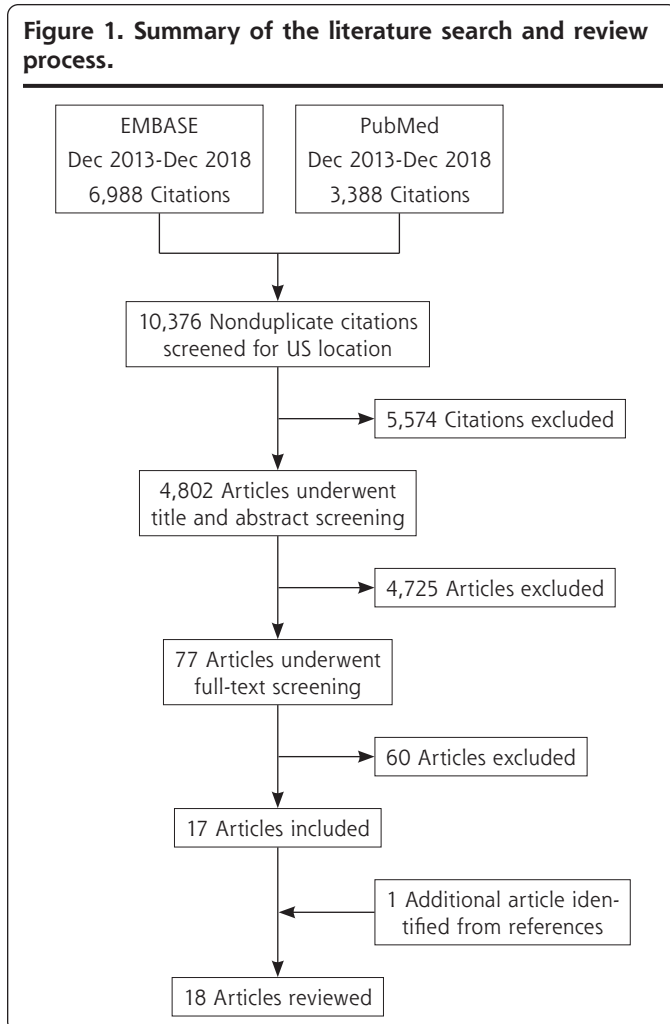 Figure 1. Summary of the literature search and review
process.
EMBASE
Dec 2013-Dec 2018
6,988 Citations
PubMed
Dec 2013-Dec 2018
3,388 Citations
10,376 Nonduplicate citations
screened for US location
5,574 Citations excluded
4,802 Articles underwent
title and abstract screening
4,725 Articles excluded
77 Articles underwent
full-text screening
60 Articles excluded
17 Articles included
1 Additional article iden-
tified from references
18 Articles reviewed